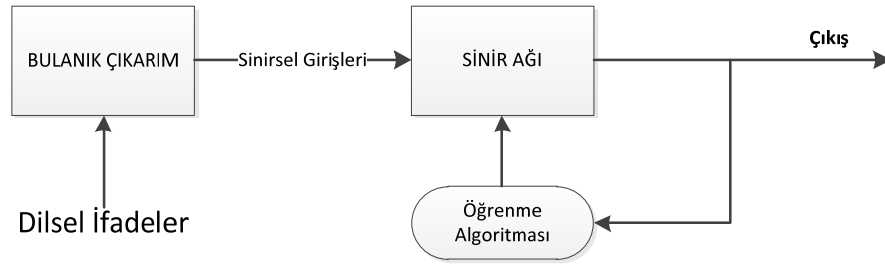 BULANIK ÇIKARIM
Sinirsel Girişleri
SİNİR AĞI
Çıkış
Dilsel İfadeler
Öğrenme
Algoritması